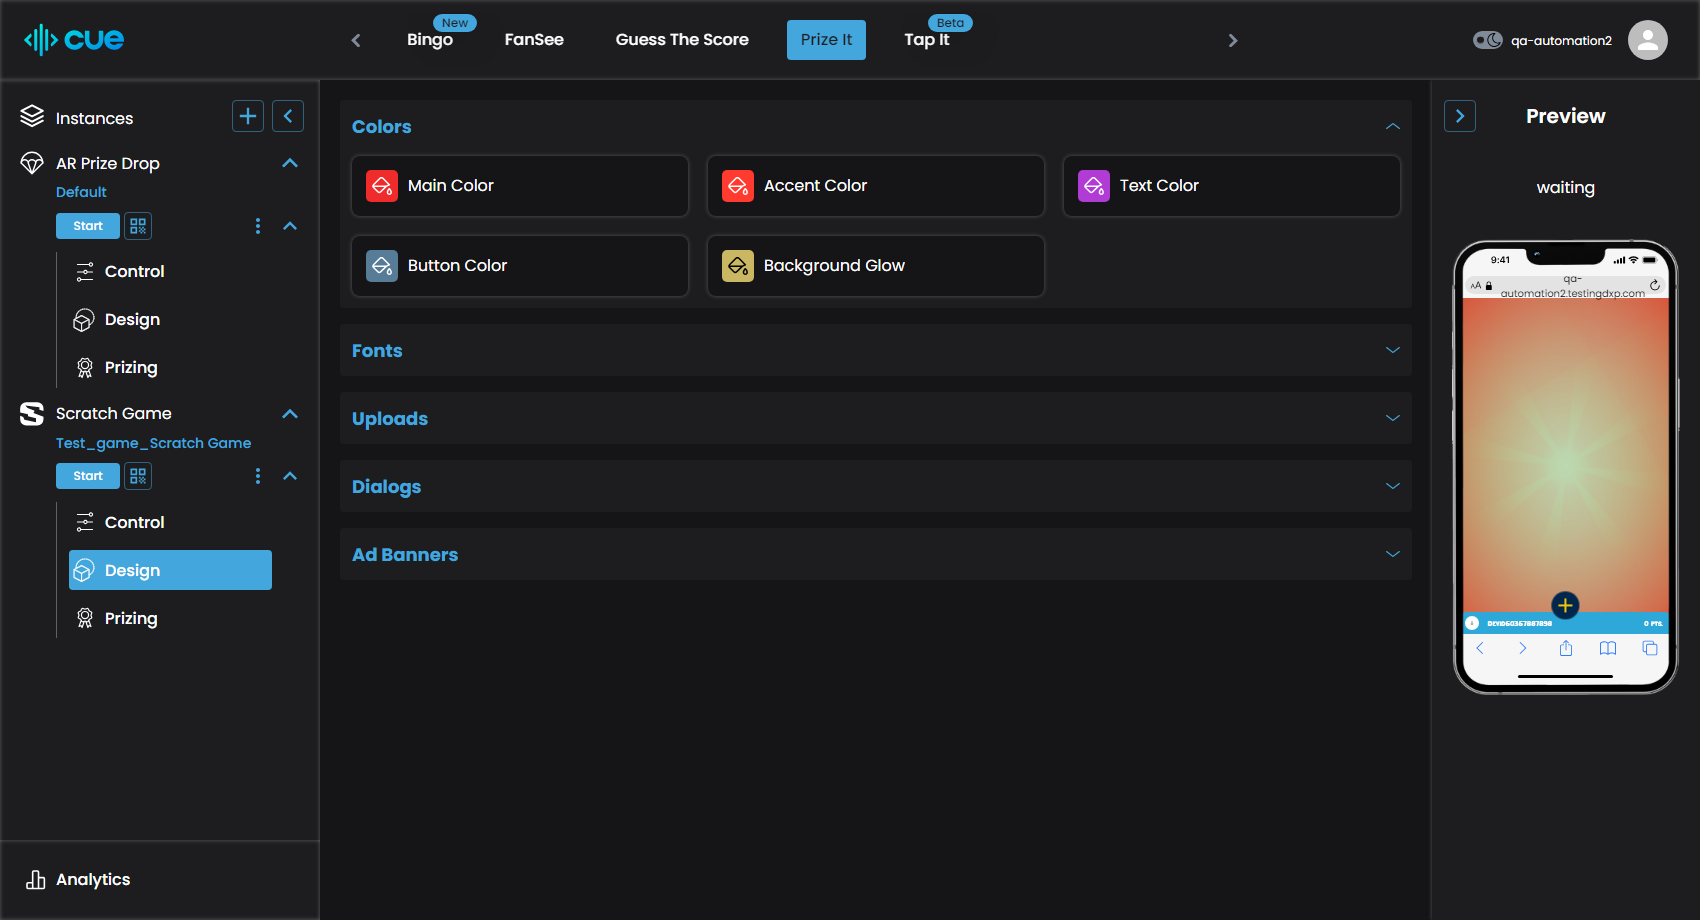 cue
New
Bingo
FanSee
Guess The Score
Prize It
Beta
Tap It
qa-automation2
Instances
AR Prize Drop
Default
Start
Control
Design
Prizing
Scratch Game
Test_game_Scratch Game
Start
Control
Design
Prizing
Analytics
Colors
Main Color
Accent Color
Text Color
Button Color
Background Glow
Fonts
Uploads
Dialogs
Ad Banners
Preview
waiting
9:41
AA
qa-
automation2.testingdxp.com
0 PTS.